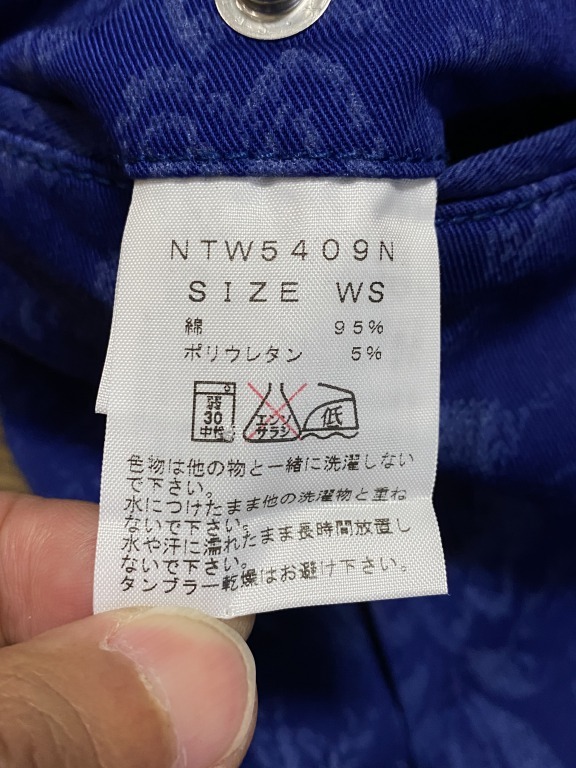 NTW5409N
SIZE WS
綿 95%
ポリウレタン 5%
弱
30
中性
エンソ
サラシ
低
色物は他の物と一緒に洗濯しない
で下さい。
水につけたまま他の洗濯物と重ね
ないで下さい。
水や汗に濡れたまま長時間放置し
ないで下さい。
タンブラー乾燥はお避け下さい。